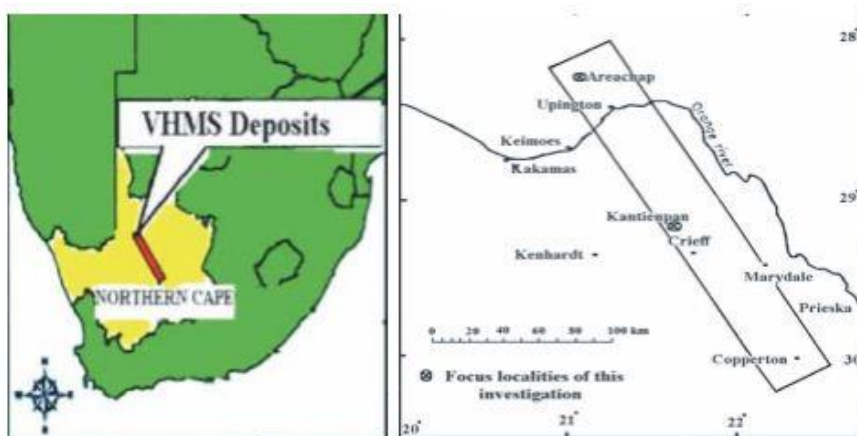 VHMS Deposits
NORTHERN CAPE
28
Areachap
Upington
Orange river
Keimoes
Kakamas
29
Kantienpan
Crieff
Kenhardt
Marydale
Prieska
0 20 40 60 80 100 km
Copperton
30
Focus localities of this
investigation
20
21
22